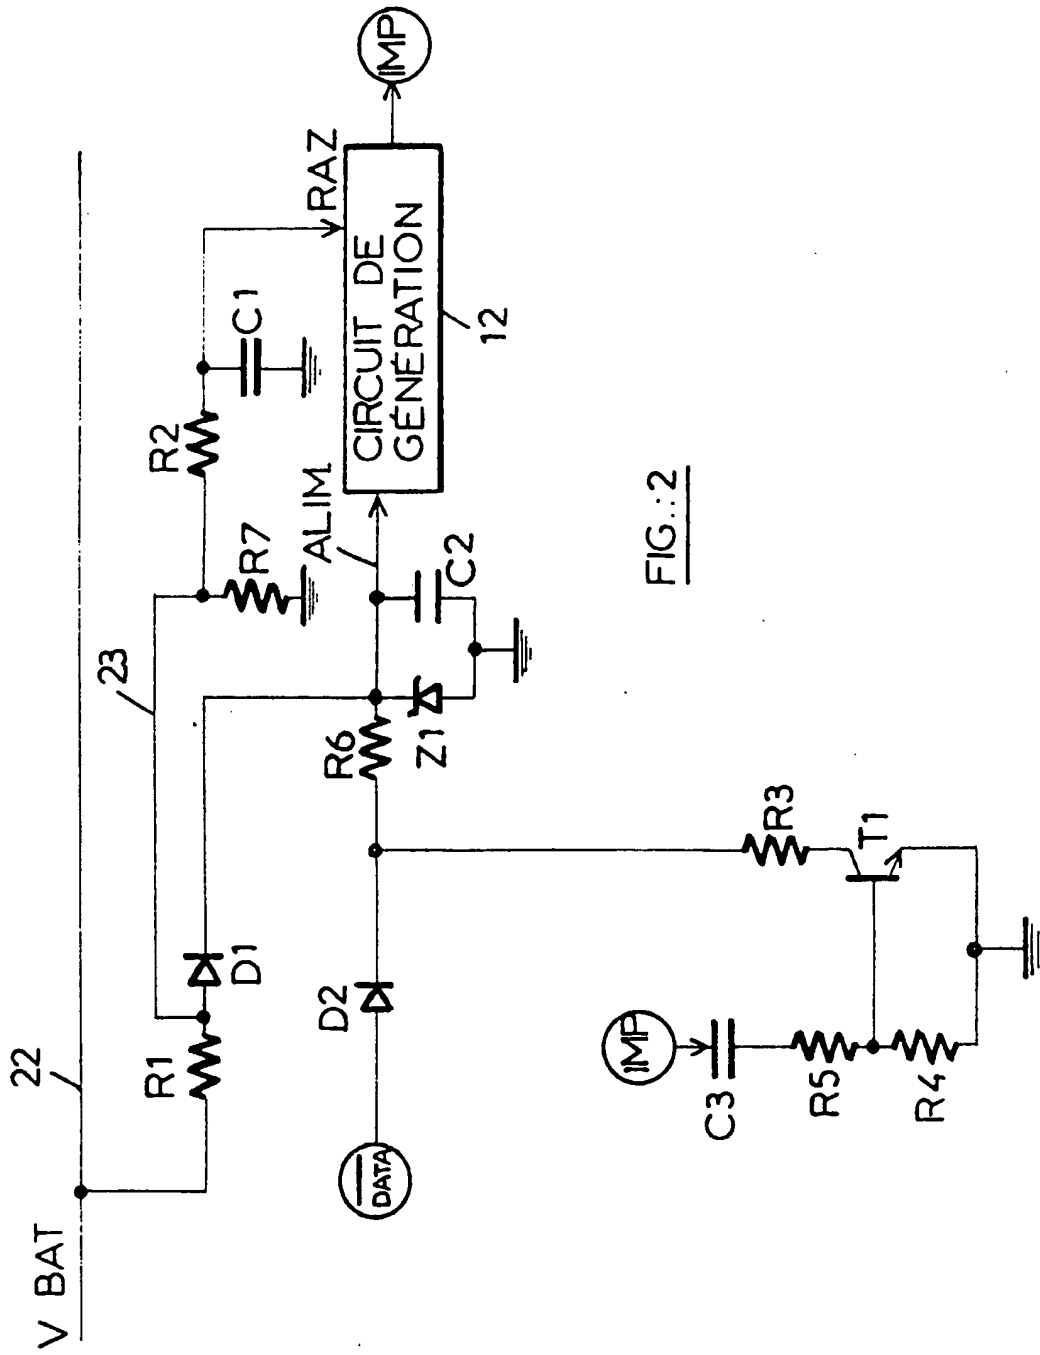 V BAT
22
23
R1
D1
R7
R2
C1
RAZ
ALIM.
CIRCUIT DE
GÉNÉRATION
IMP
12
DATA
D2
R6
Z1
C2
IMP
C3
R5
R4
R3
T1
FIG..:2